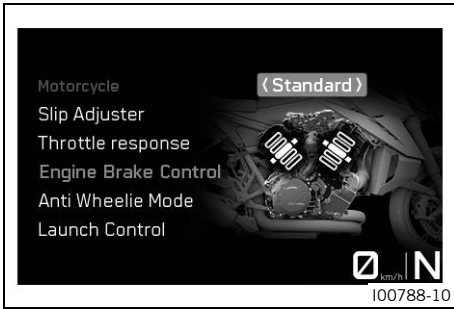 Motorcycle
⟨Standard⟩
Slip Adjuster
Throttle response
Engine Brake Control
Anti Wheelie Mode
Launch Control
0 km/h | N
I00788-10